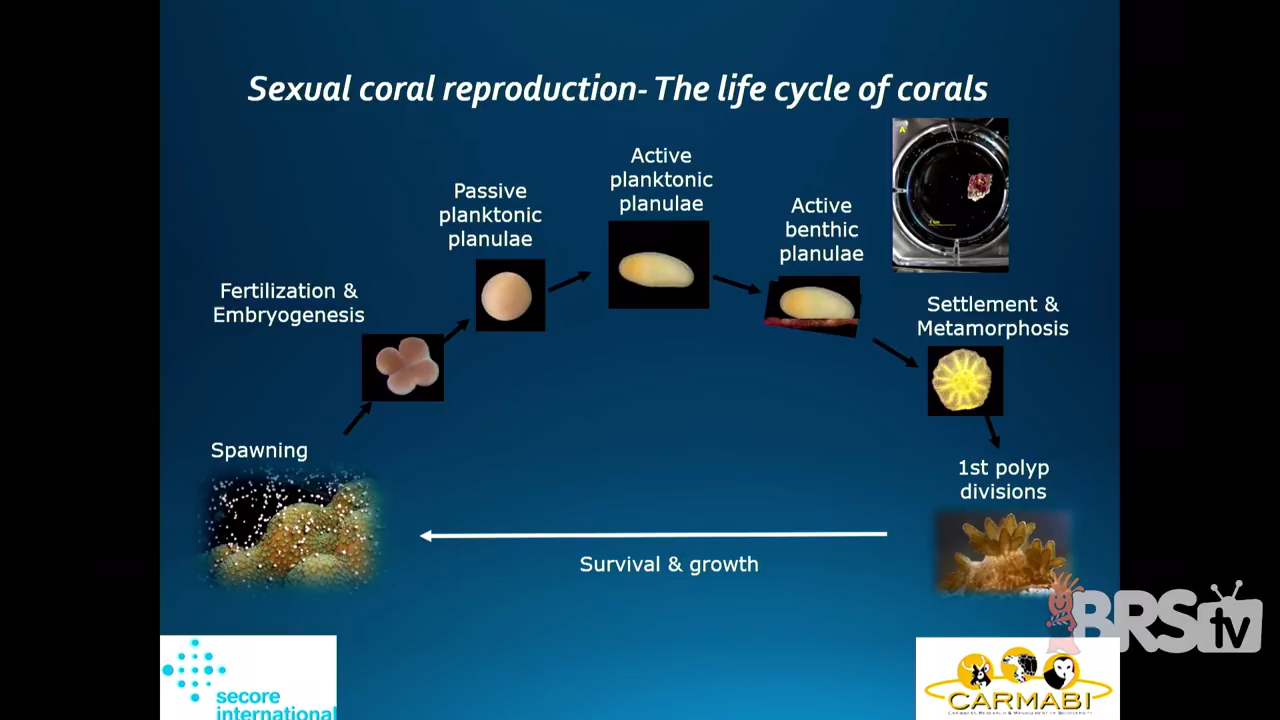 Sexual coral reproduction- The life cycle of corals
A
Active
planktonic
planulae
Passive
planktonic
planulae
Active
benthic
planulae
Fertilization &
Embryogenesis
Settlement &
Metamorphosis
Spawning
1st polyp
divisions
Survival & growth
BRStv
secore
international
CARMABI